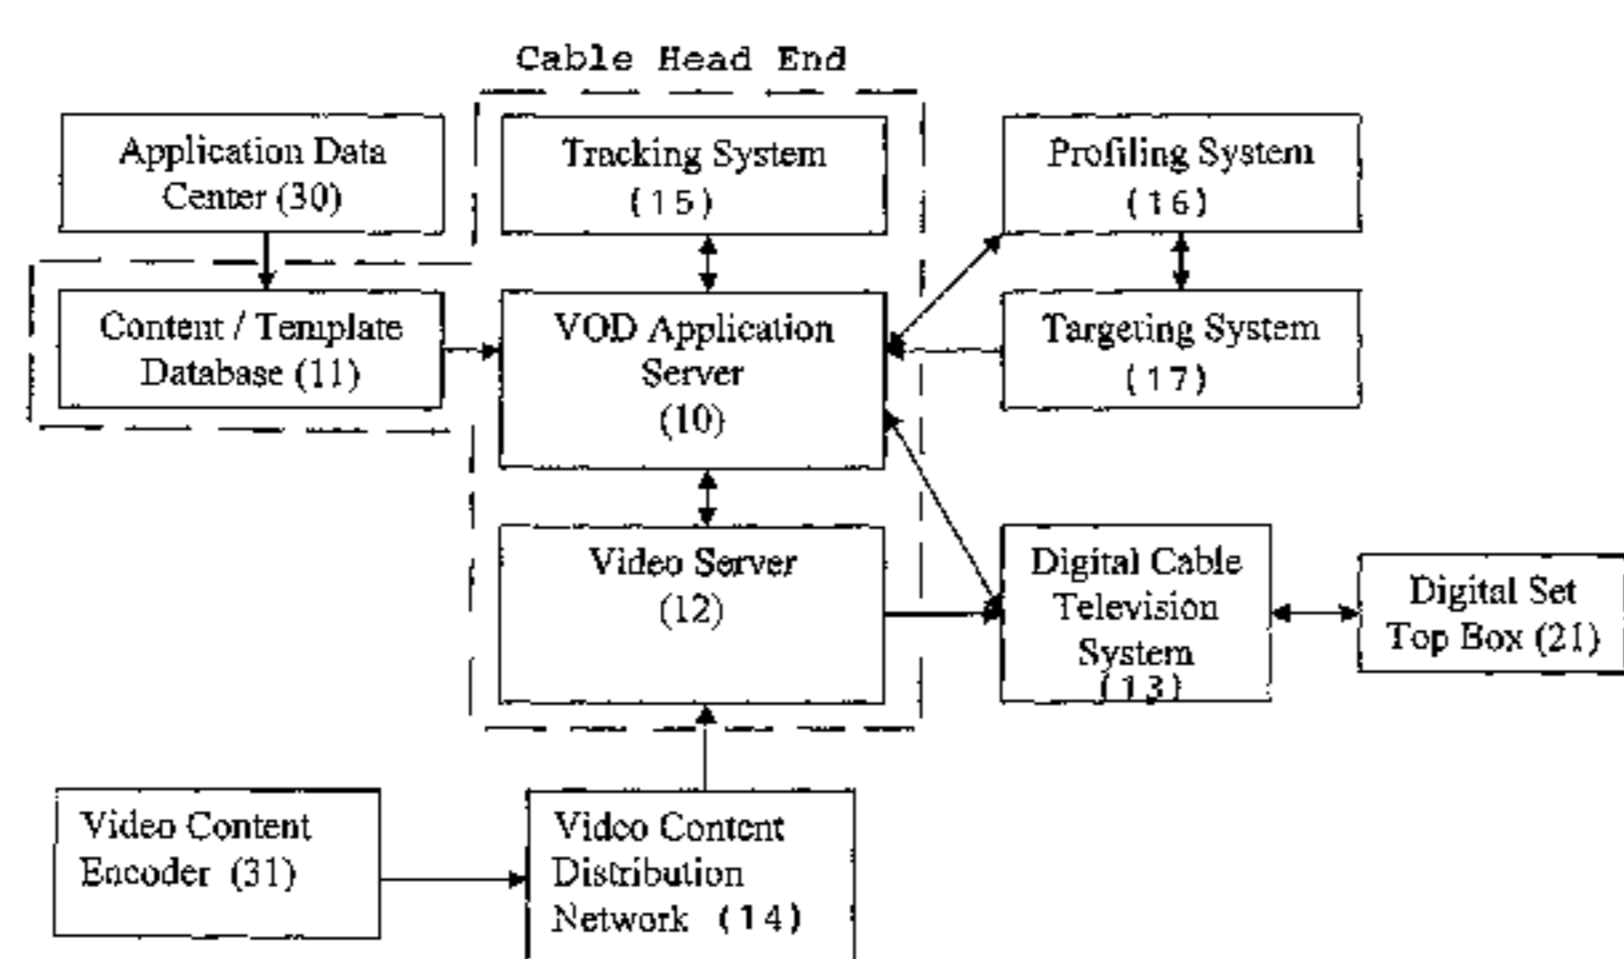 Cable Head End
Application Data
Center (30)
Tracking System
(15)
Profiling System
(16)
Content / Template
Database (11)
VOD Application
Server
(10)
Targeting System
(17)
Video Server
(12)
Digital Cable
Television
System
(13)
Digital Set
Top Box (21)
Video Content
Encoder (31)
Video Content
Distribution
Network (14)